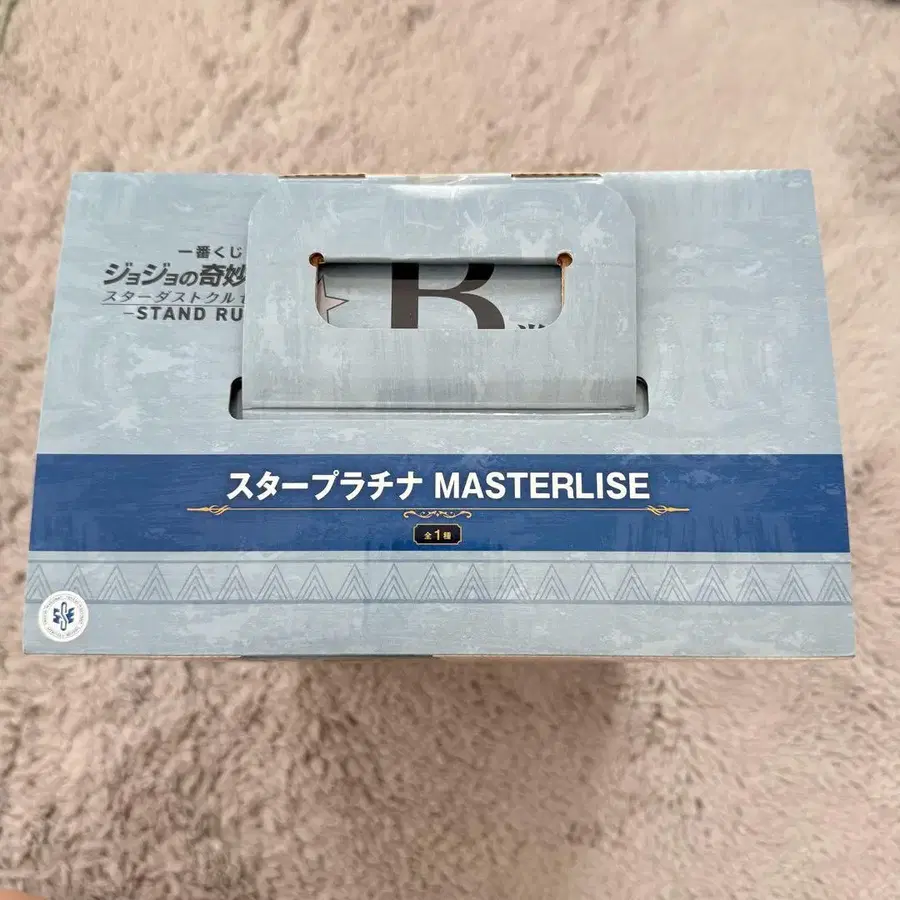 一番くじ
ジョジョの奇妙
スターダストクル
-STAND RU
B
スタープラチナ MASTERLISE
全1種